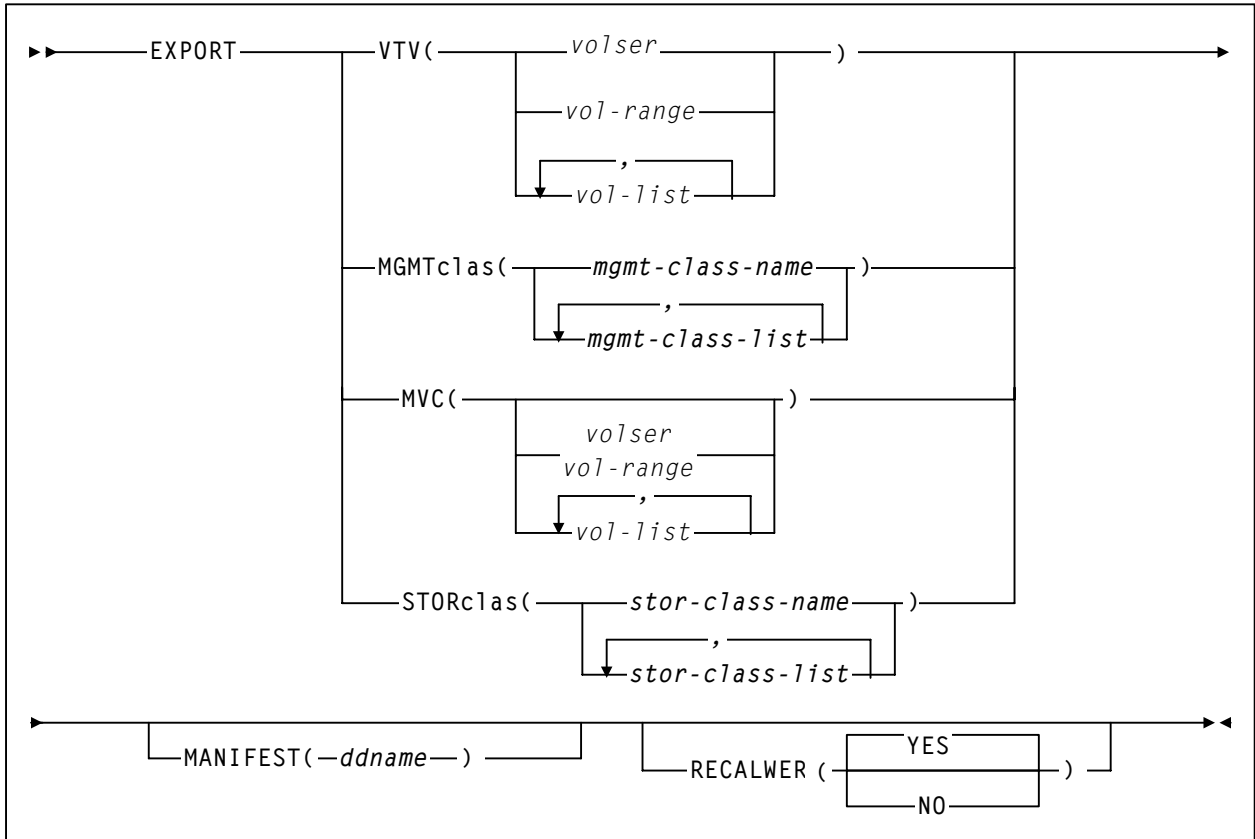 EXPORT VTV( volser )
vol-range
,
vol-list
MGMTclas( mgmt-class-name )
,
mgmt-class-list
MVC( )
volser
vol-range
,
vol-list
STORclas( stor-class-name )
,
stor-class-list
MANIFEST( ddname )
YES
RECALWER ( )
NO